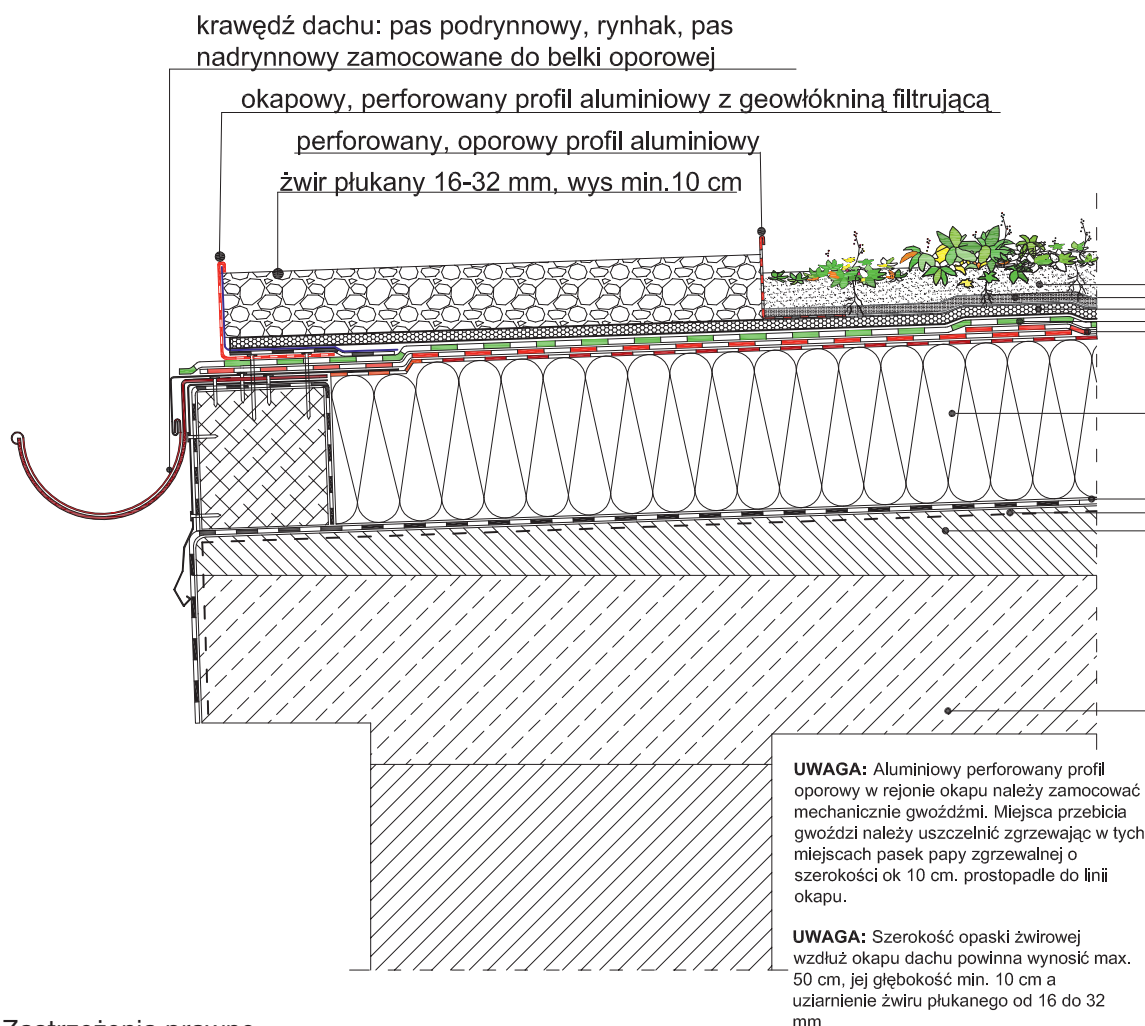 krawędź dachu: pas podrynnowy, rynhak, pas
nadrynnowy zamocowane do belki oporowej
okapowy, perforowany profil aluminiowy z geowłókniną filtrującą
perforowany, oporowy profil aluminiowy
żwir płukany 16-32 mm, wys min.10 cm
UWAGA: Aluminiowy perforowany profil
oporowy w rejonie okapu należy zamocować
mechanicznie gwoźdźmi. Miejsca przebicia
gwoździ należy uszczelnić zgrzewając w tych
miejscach pasek papy zgrzewalnej o
szerokości ok 10 cm. prostopadle do linii
okapu.
UWAGA: Szerokość opaski żwirowej
wzdłuż okapu dachu powinna wynosić max.
50 cm, jej głębokość min. 10 cm a
uziarnienie żwiru płukanego od 16 do 32
mm
Zastrzeżenia prawne